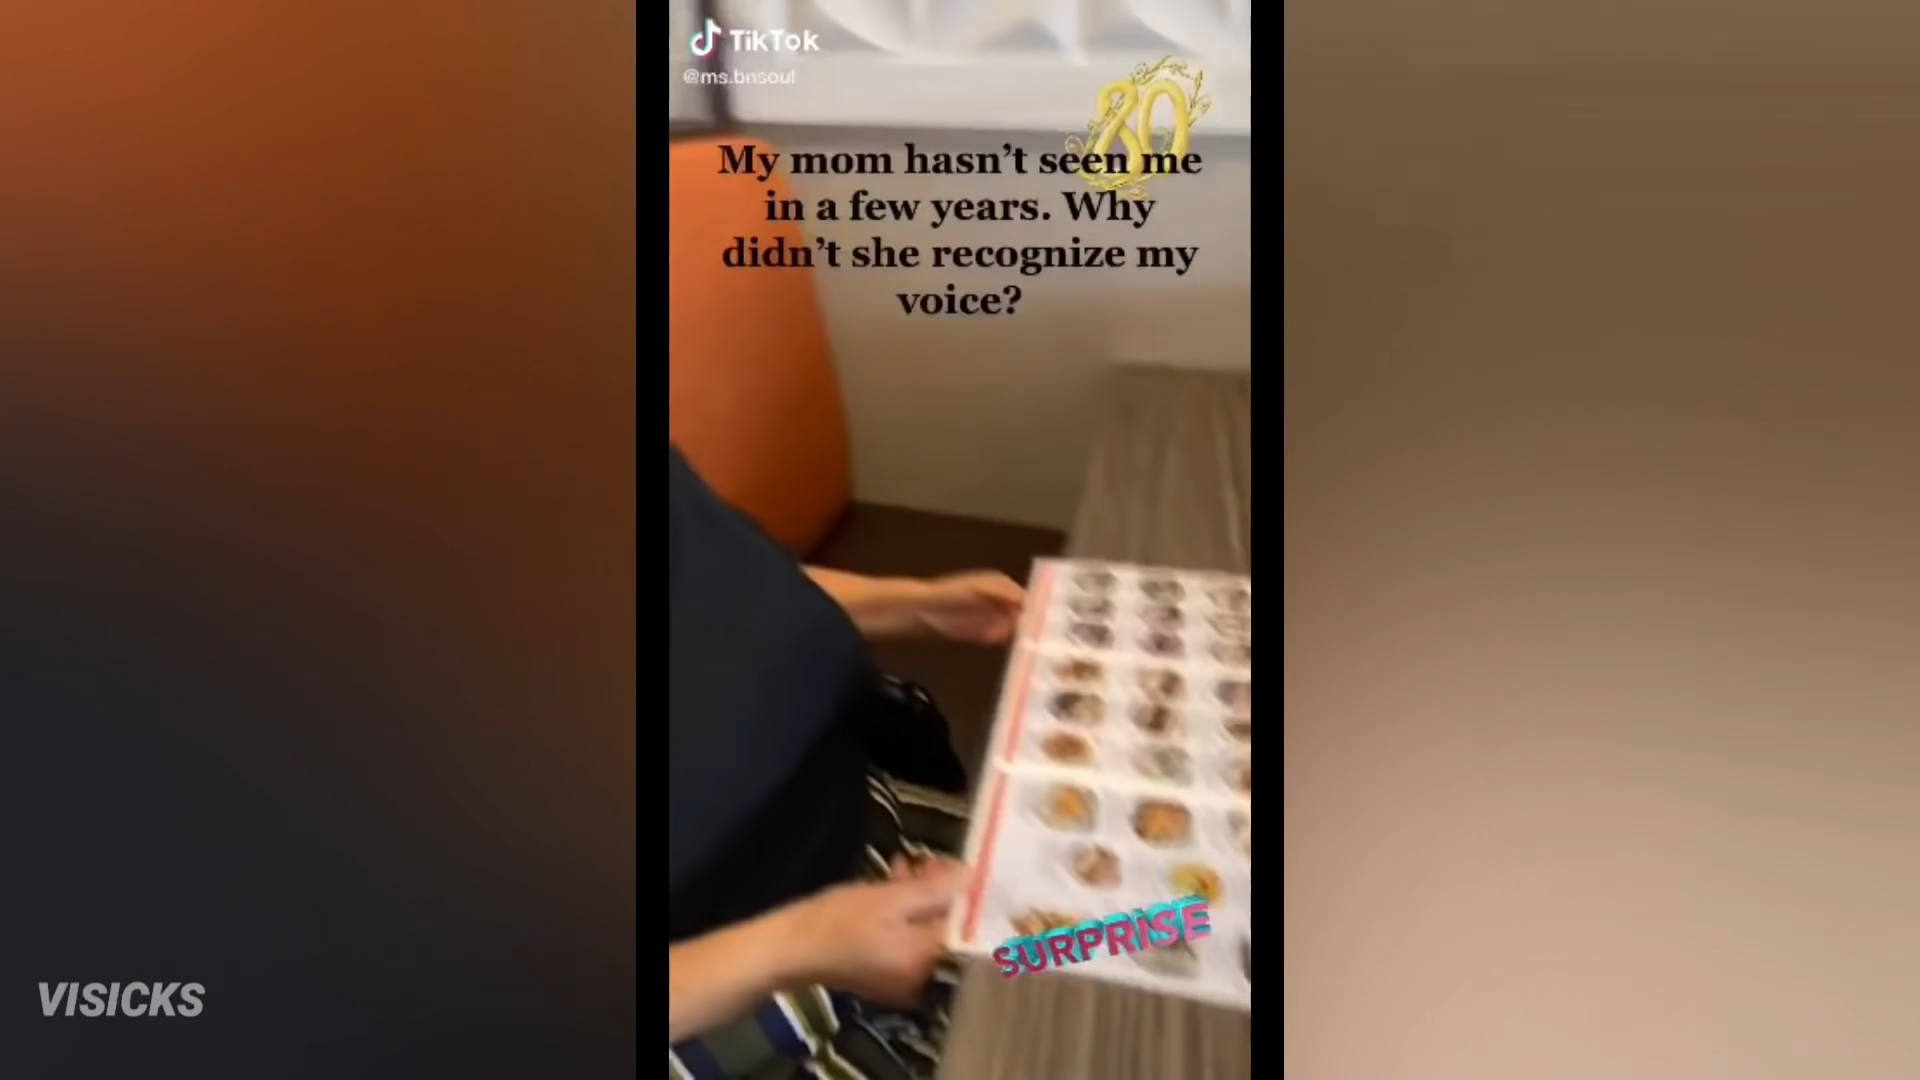 TikTok
@ms.bnsoul
80
My mom hasn't seen me
in a few years. Why
didn't she recognize my
voice?
SURPRISE
VISICKS